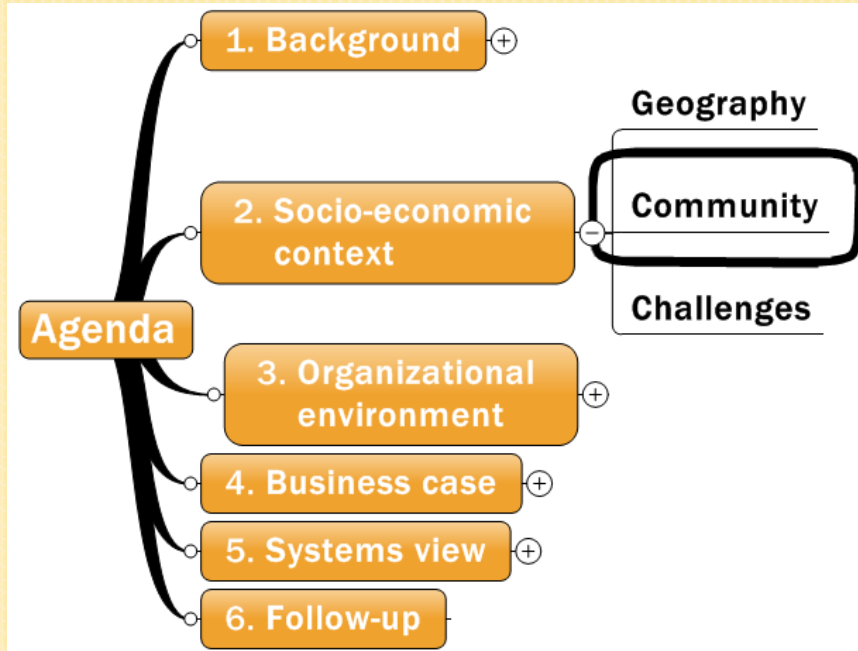 Agenda
1. Background
2. Socio-economic
context
Geography
Community
Challenges
3. Organizational
environment
4. Business case
5. Systems view
6. Follow-up